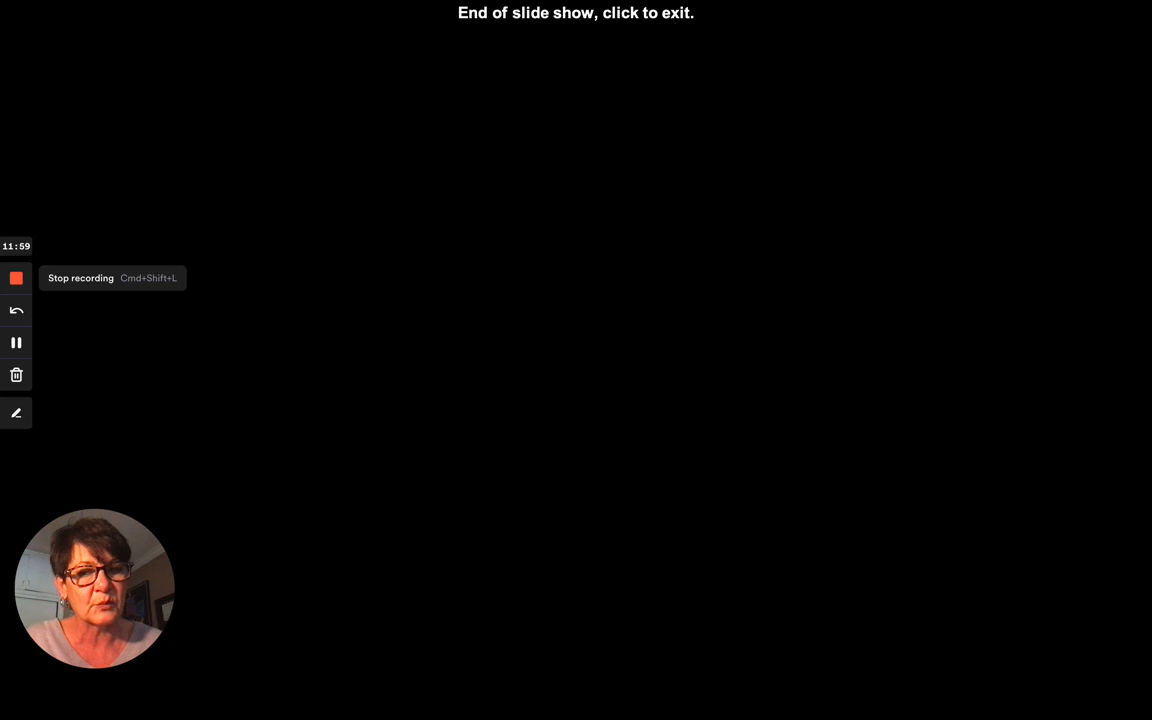 End of slide show, click to exit.
11:59
Stop recording Cmd+Shift+L